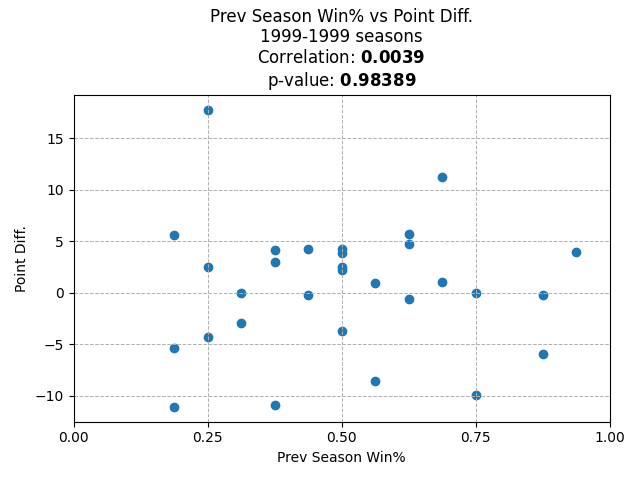 Prev Season Win% vs Point Diff.
1999-1999 seasons
Correlation: 0.0039
p-value: 0.98389
15
10
5
0
−5
−10
Point Diff.
0.00 0.25 0.50 0.75 1.00
Prev Season Win%